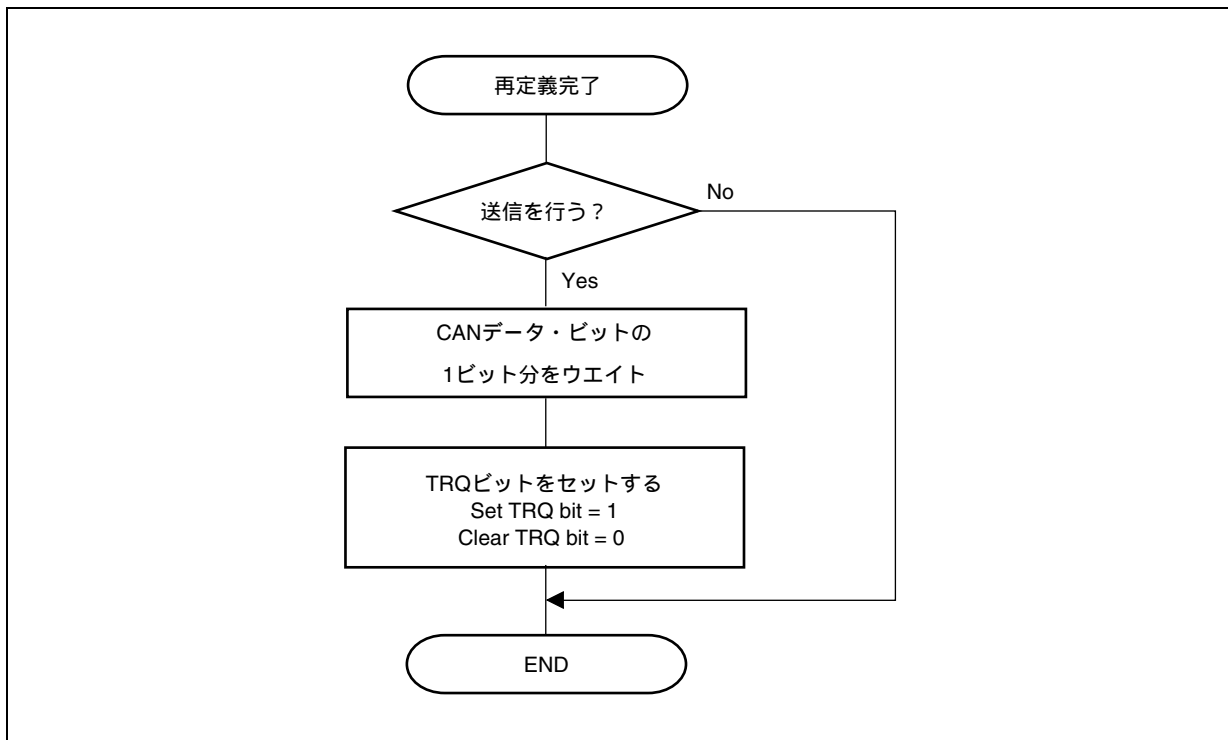 再定義完了
送信を行う？
No
Yes
CANデータ・ビットの
1ビット分をウエイト
TRQビットをセットする
Set TRQ bit = 1
Clear TRQ bit = 0
END